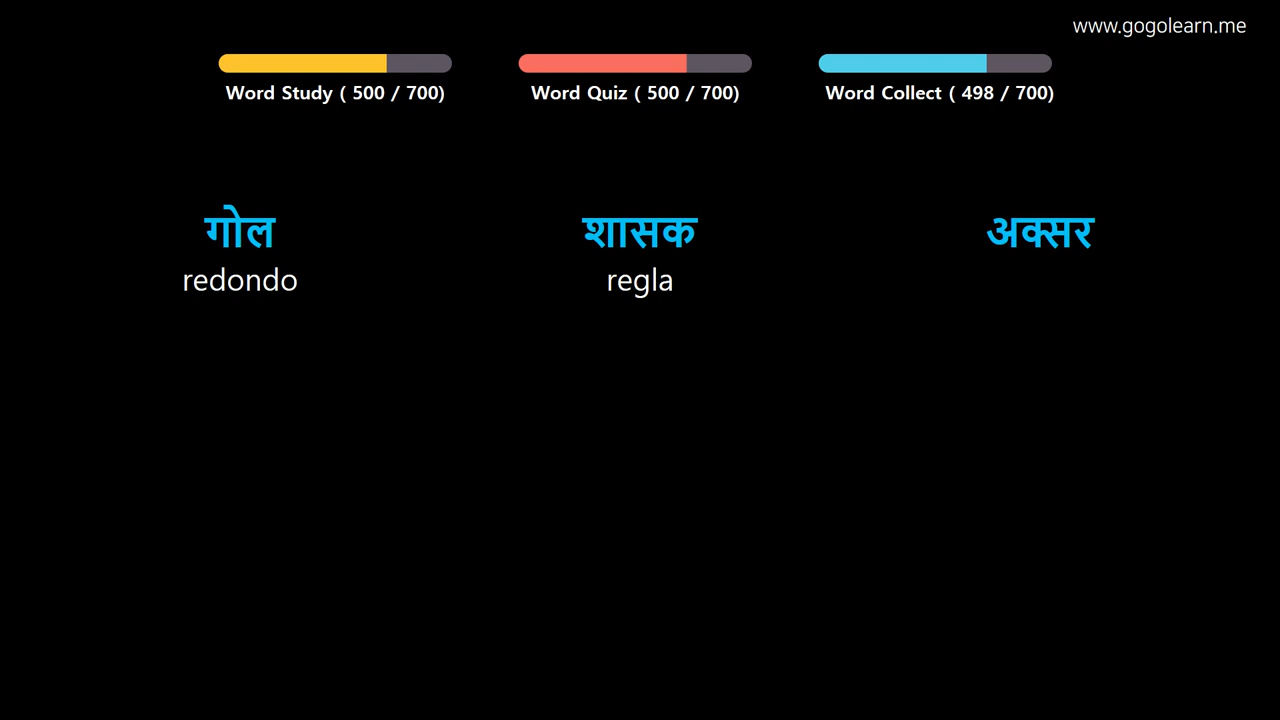 www.gogolearn.me
Word Study ( 500 / 700)
Word Quiz ( 500 / 700)
Word Collect ( 498 / 700)
गोल
redondo
शासक
regla
अक्सर